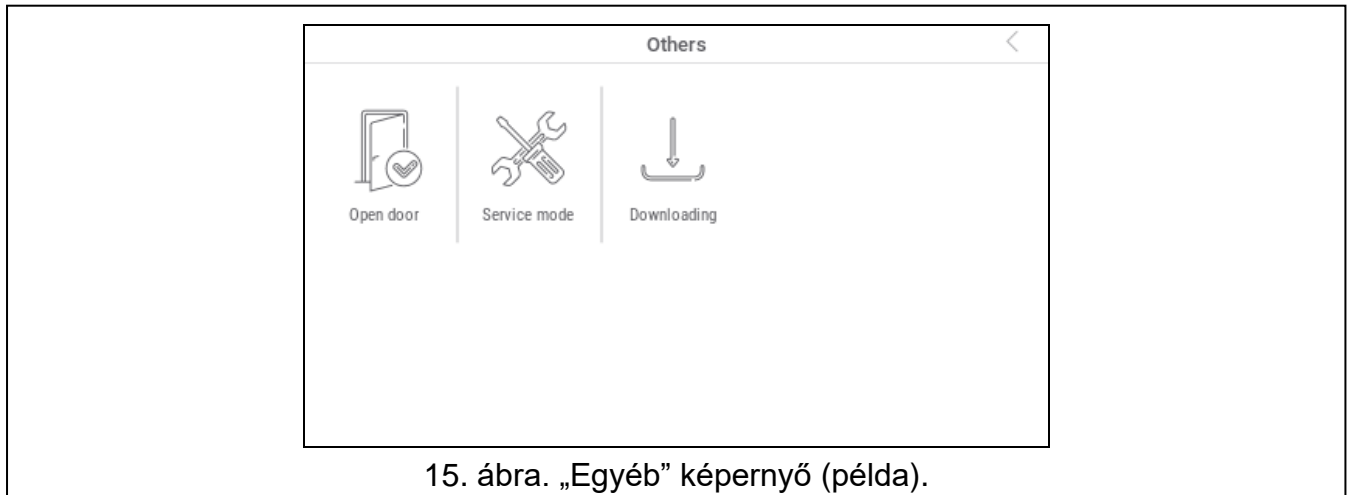 Others
Open door
Service mode
Downloading
15. ábra. „Egyéb” képernyő (példa).